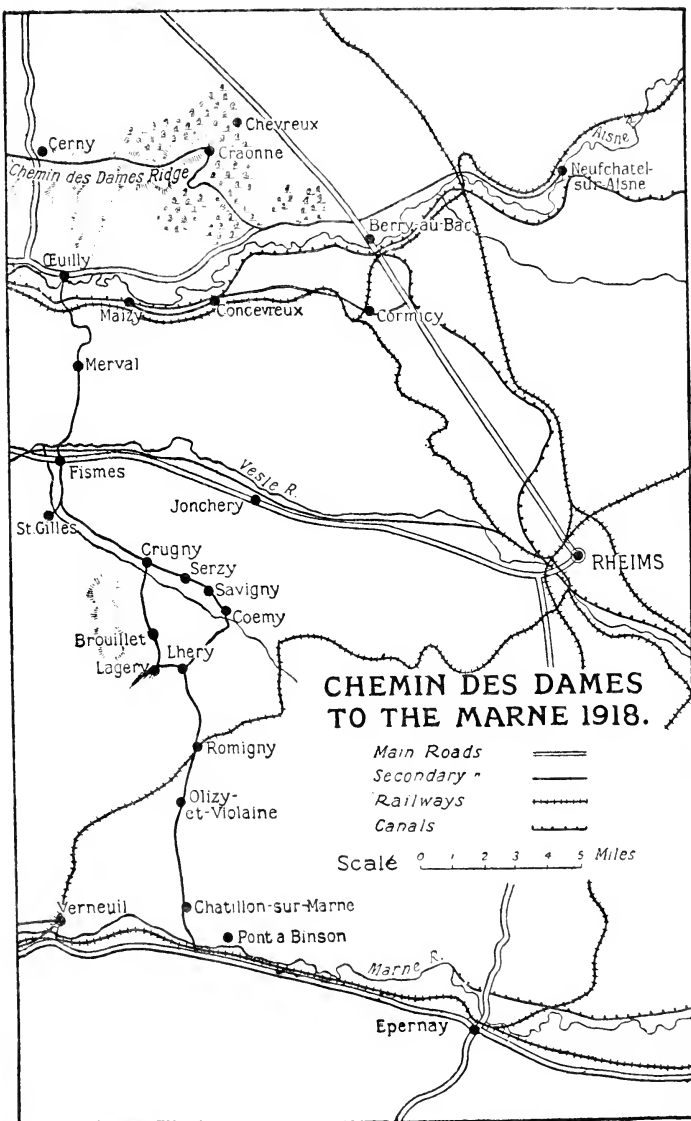 Chevreux
Cerny
Craonne
Chemin des Dames Ridge
Aisne R.
Neufchatel-
sur-Aisne
Berry-au-Bac
Œuilly
Maizy
Concevreux
Cormicy
Merval
Fismes
Vesle R.
Jonchery
St. Gilles
Crugny
Serzy
Savigny
Coemy
RHEIMS
Brouillet
Lhery
Lagery
CHEMIN DES DAMES
TO THE MARNE 1918.
Main Roads
Secondary "
Railways
Canals
Scale 0 1 2 3 4 5 Miles
Romigny
Olizy-
et-Violaine
Verneuil
Chatillon-sur-Marne
Pont a Binson
Marne R.
Epernay